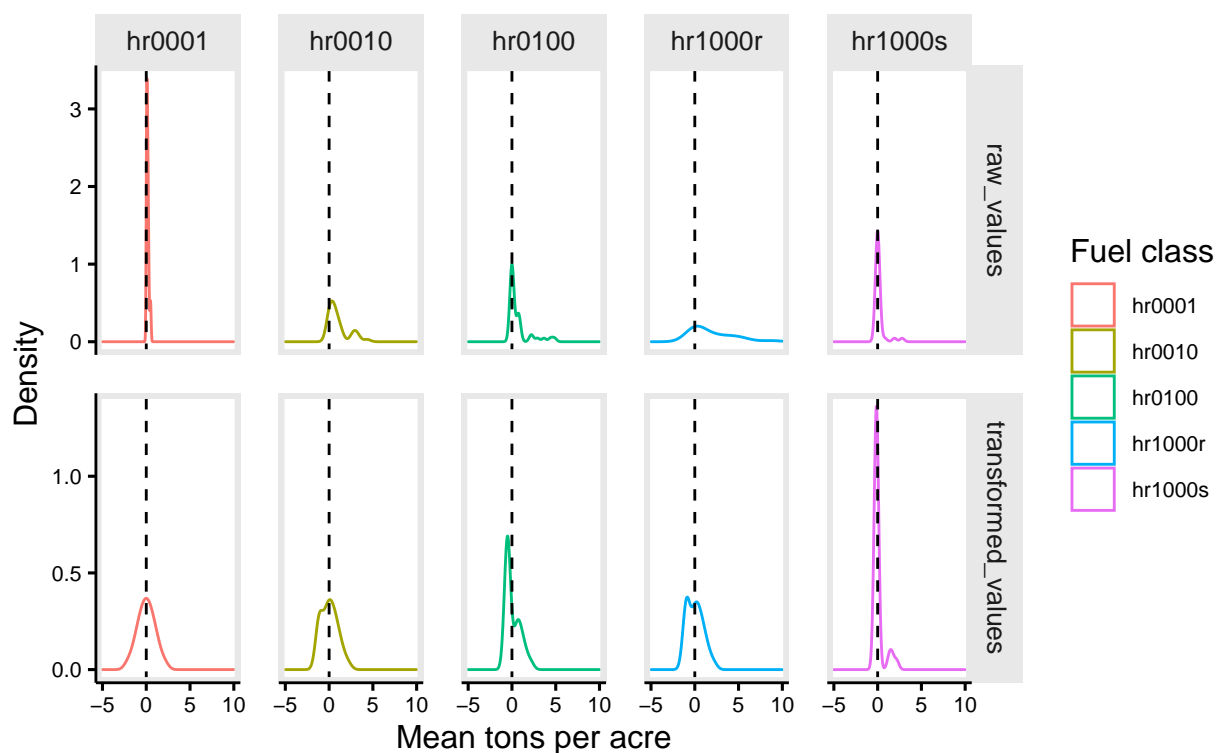 hr0001 hr0010 hr0100 hr1000r hr1000s
3
2
1
0
raw_values
Density
1.0
0.5
0.0
transformed_values
−5 0 5 10 −5 0 5 10 −5 0 5 10 −5 0 5 10 −5 0 5 10
Mean tons per acre
Fuel class
hr0001
hr0010
hr0100
hr1000r
hr1000s